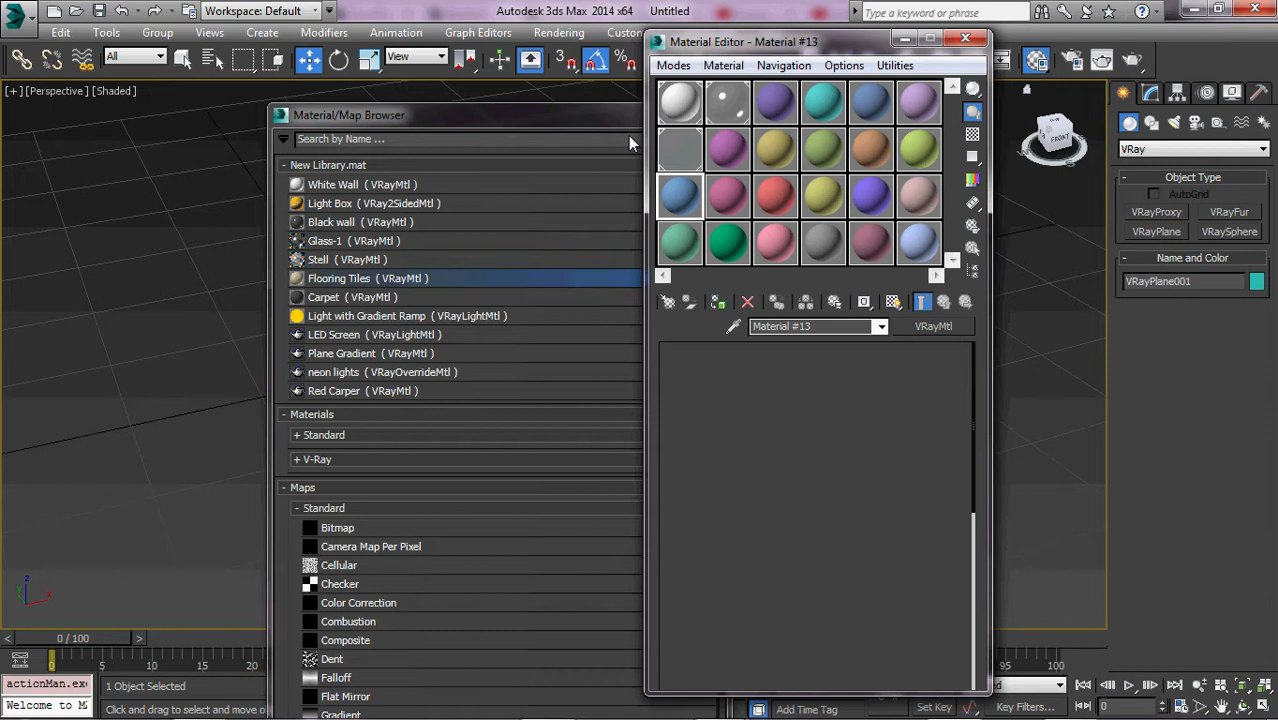 Workspace: Default
Autodesk 3ds Max 2014 x64 Untitled
Type a keyword or phrase
Edit Tools Group Views Create Modifiers Animation Graph Editors Rendering Custom
All
View
3
%
[+] [Perspective] [Shaded]
Material/Map Browser
Search by Name ...
- New Library.mat
White Wall ( VRayMtl )
Light Box ( VRay2SidedMtl )
Black wall ( VRayMtl )
Glass-1 ( VRayMtl )
Stell ( VRayMtl )
Flooring Tiles ( VRayMtl )
Carpet ( VRayMtl )
Light with Gradient Ramp ( VRayLightMtl )
LED Screen ( VRayLightMtl )
Plane Gradient ( VRayMtl )
neon lights ( VRayOverrideMtl )
Red Carper ( VRayMtl )
- Materials
+ Standard
+ V-Ray
- Maps
- Standard
Bitmap
Camera Map Per Pixel
Cellular
Checker
Color Correction
Combustion
Composite
Dent
Falloff
Flat Mirror
Gradient
Material Editor - Material #13
Modes Material Navigation Options Utilities
Material #13
VRayMtl
FRONT
VRay
- Object Type
AutoGrid
VRayProxy VRayFur
VRayPlane VRaySphere
- Name and Color
VRayPlane001
z
x
0 / 100
0 5 10 15 20 95 100
actionMan.ex
Welcome to MA
1 Object Selected
Click and drag to select and move o
Add Time Tag
Set Key
Key Filters...
0